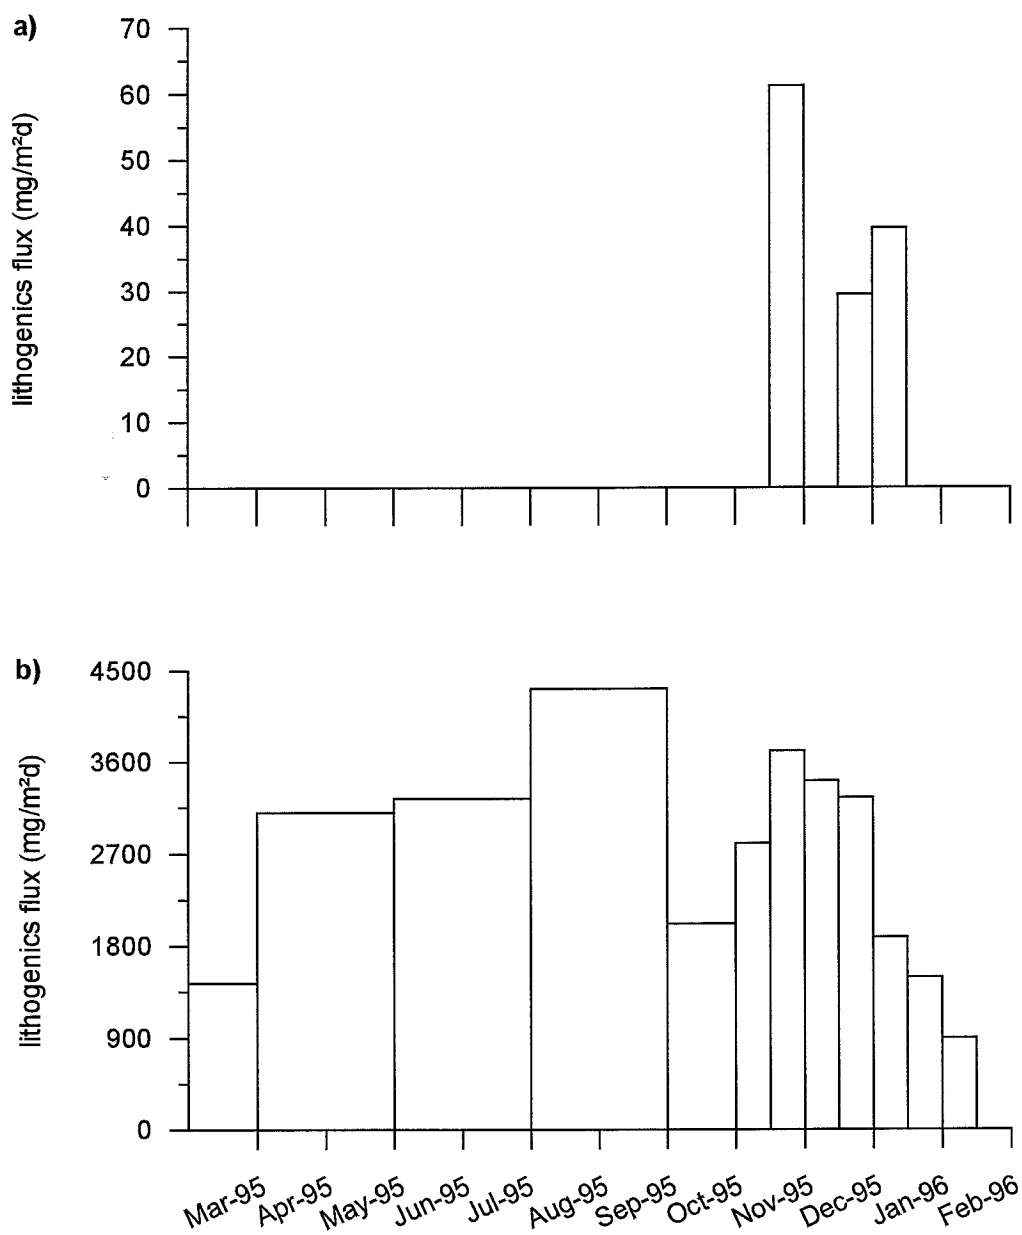 a)
lithogenics flux (mg/m²d)
70
60
50
40
30
20
10
0
b)
lithogenics flux (mg/m²d)
4500
3600
2700
1800
900
0
Mar-95 Apr-95 May-95 Jun-95 Jul-95 Aug-95 Sep-95 Oct-95 Nov-95 Dec-95 Jan-96 Feb-96